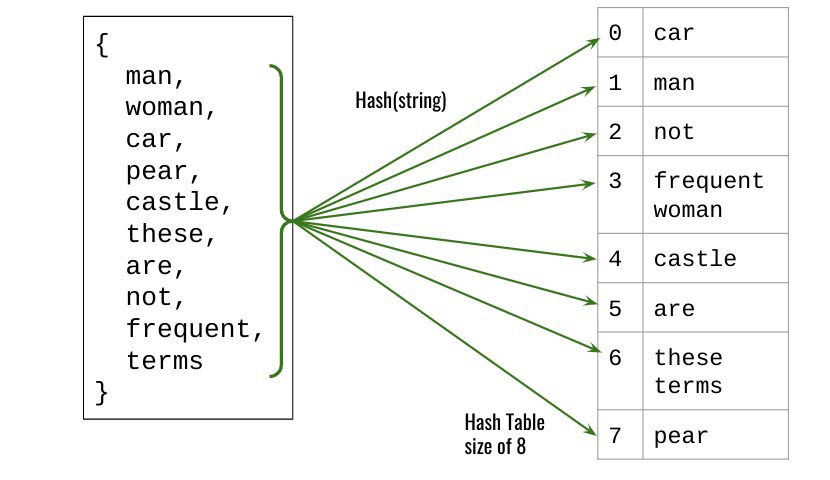 {
man,
woman,
car,
pear,
castle,
these,
are,
not,
frequent,
terms
}
Hash(string)
Hash Table
size of 8
0 car
1 man
2 not
3 frequent
woman
4 castle
5 are
6 these
terms
7 pear